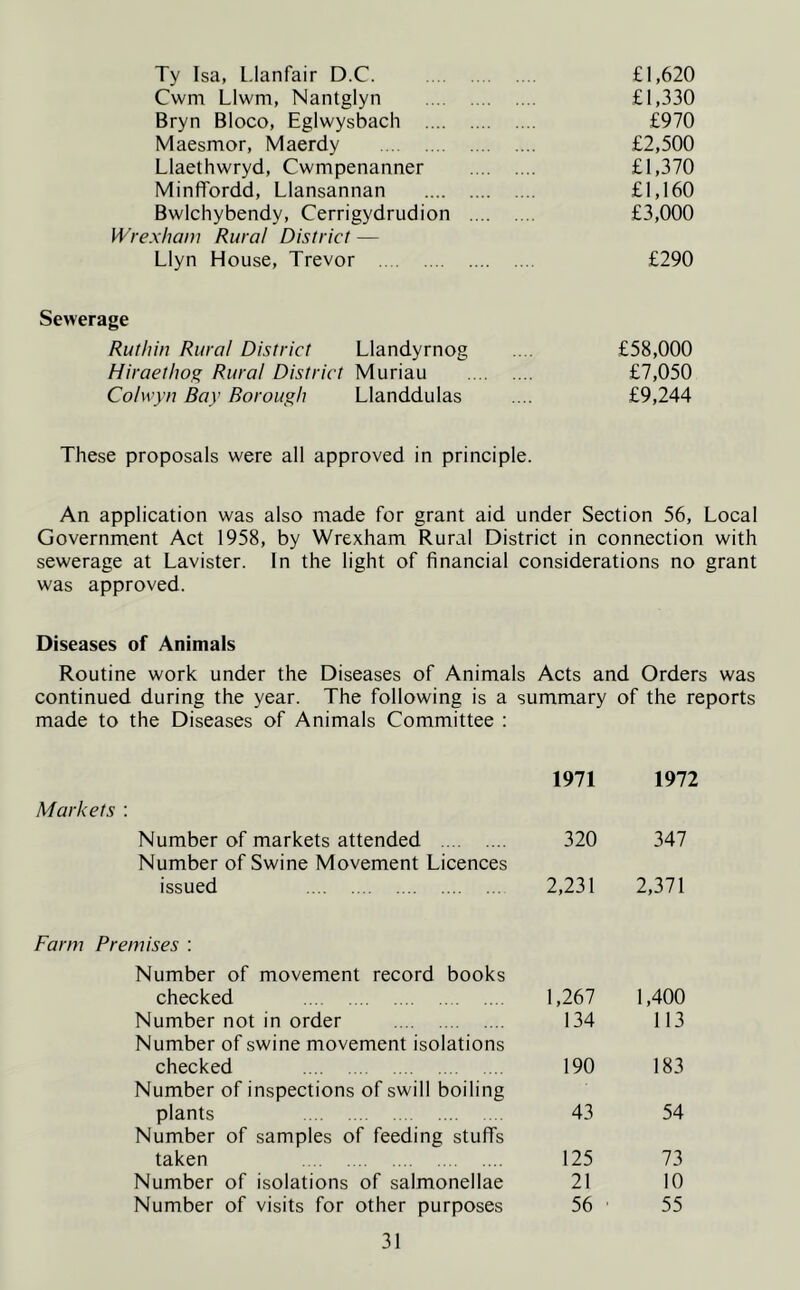 Ty Isa, Llanfair D.C. .... .... .... £1,620
Cwm Llwm, Nantglyn .... .... .... £1,330
Bryn Bloco, Eglwysbach .... .... .... £970
Maesmor, Maerdy .... .... .... .... £2,500
Llaethwryd, Cwmpenanner .... .... £1,370
Minffordd, Llansannan .... .... .... £1,160
Bwlchybendy, Cerrigydrudion .... .... £3,000
Wrexham Rural District —
Llyn House, Trevor .... .... .... .... £290
Sewerage
Ruthin Rural District Llandyrnog .... £58,000
Hiraethog Rural District Muriau .... .... £7,050
Colwyn Bay Borough Llanddulas .... £9,244
These proposals were all approved in principle.
An application was also made for grant aid under Section 56, Local
Government Act 1958, by Wrexham Rural District in connection with
sewerage at Lavister. In the light of financial considerations no grant
was approved.
Diseases of Animals
Routine work under the Diseases of Animals Acts and Orders was
continued during the year. The following is a summary of the reports
made to the Diseases of Animals Committee :
1971 1972
Markets :
Number of markets attended .... .... 320 347
Number of Swine Movement Licences
issued .... .... .... .... .... 2,231 2,371
Farm Premises :
Number of movement record books
checked .... .... .... .... .... 1,267 1,400
Number not in order .... .... .... 134 113
Number of swine movement isolations
checked .... .... .... .... .... 190 183
Number of inspections of swill boiling
plants .... .... .... .... .... 43 54
Number of samples of feeding stuffs
taken .... .... .... .... .... 125 73
Number of isolations of salmonellae 21 10
Number of visits for other purposes 56 55
31